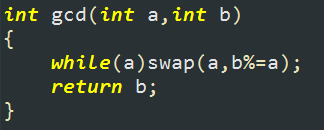 int gcd(int a,int b)
{
    while(a)swap(a,b%=a);
    return b;
}